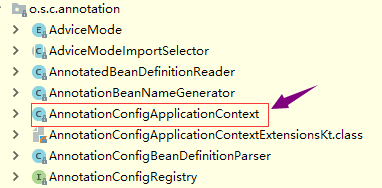 o.s.c.annotation
AdviceMode
AdviceModeImportSelector
AnnotatedBeanDefinitionReader
AnnotationBeanNameGenerator
AnnotationConfigApplicationContext
AnnotationConfigApplicationContextExtensionsKt.class
AnnotationConfigBeanDefinitionParser
AnnotationConfigRegistry